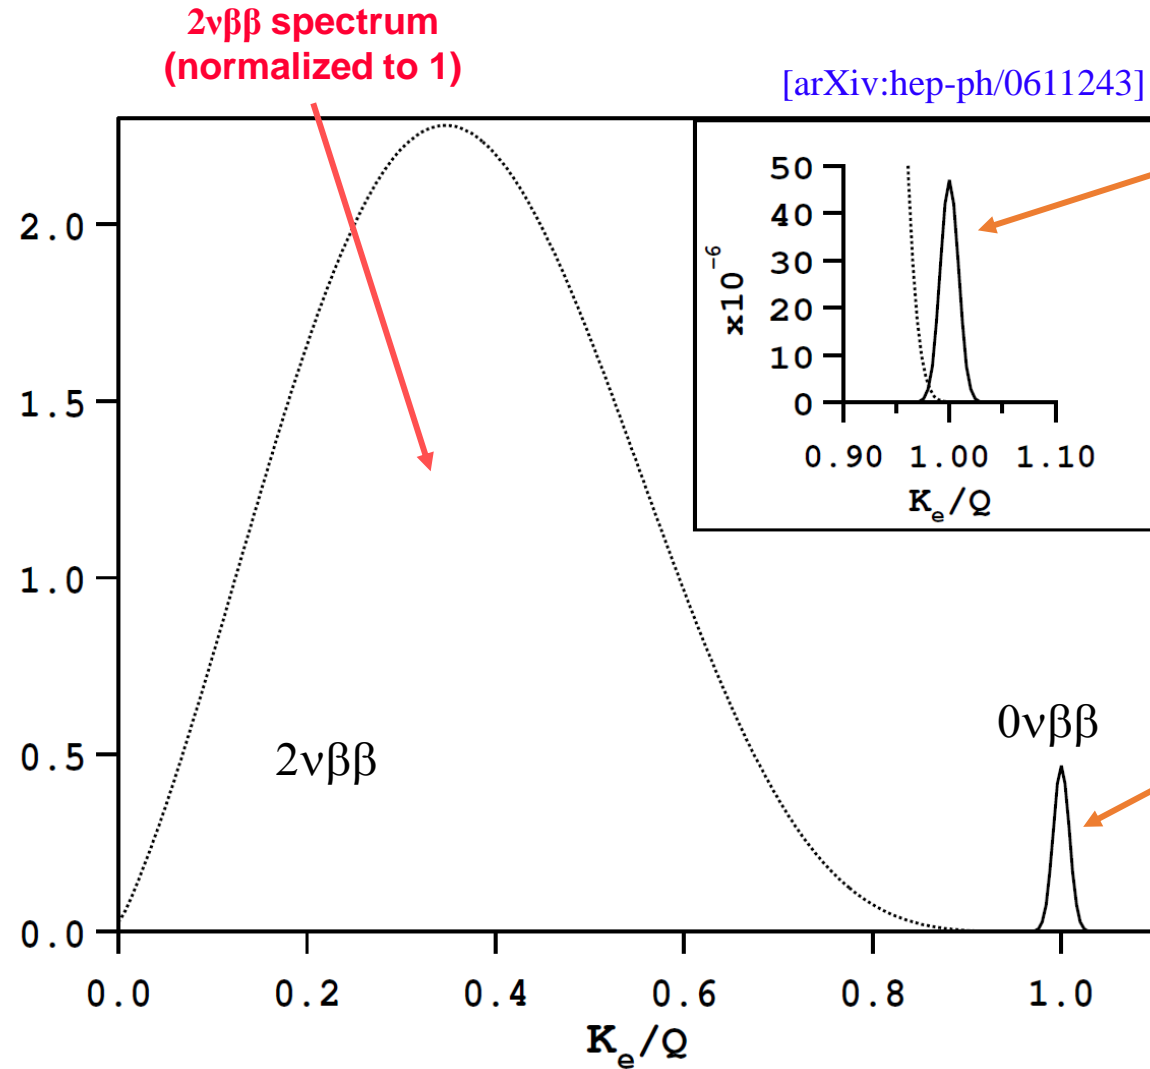 2νββ spectrum
(normalized to 1)
[arXiv:hep-ph/0611243]
2.0
1.5
1.0
0.5
0.0
0.0 0.2 0.4 0.6 0.8 1.0
Ke/Q
2νββ
0νββ
50
40
30
20
10
0
x10⁻⁶
0.90 1.00 1.10
Ke/Q